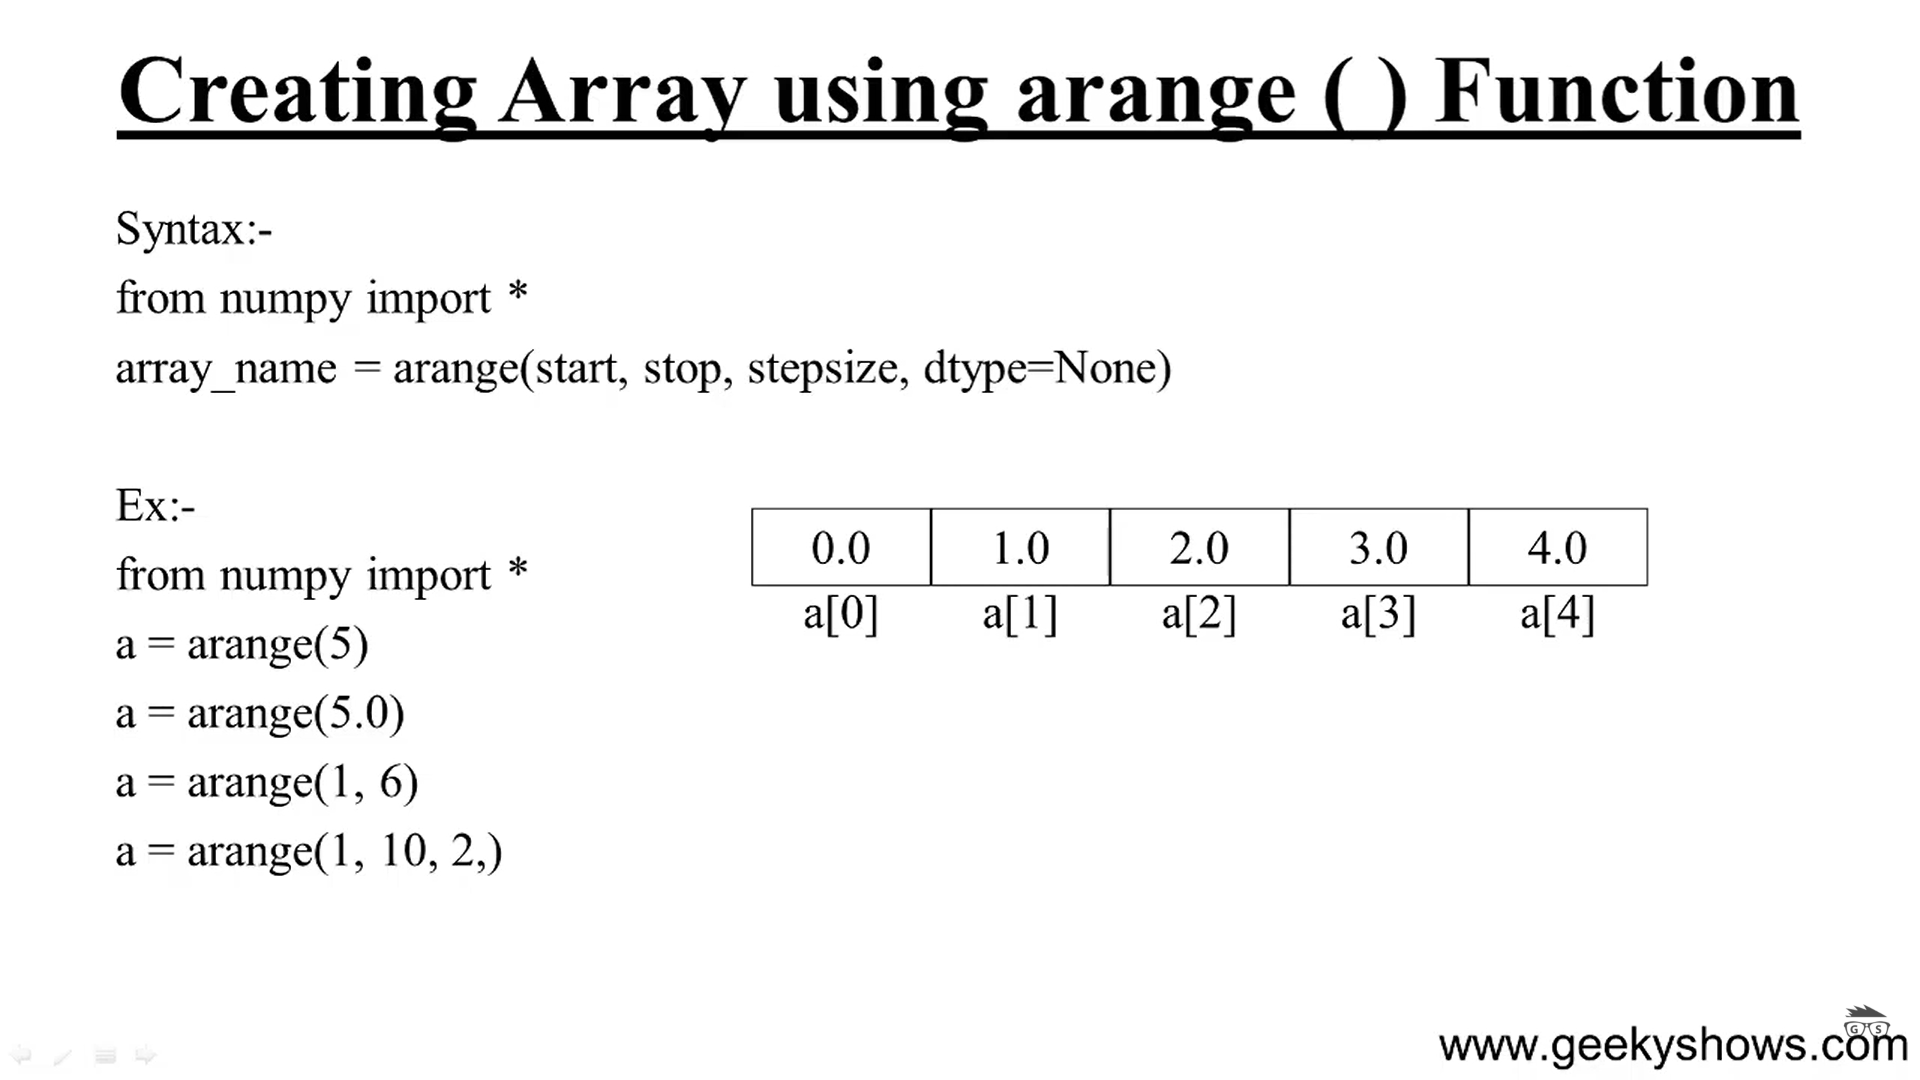 Creating Array using arange ( ) Function
Syntax:-
from numpy import *
array_name = arange(start, stop, stepsize, dtype=None)
Ex:-
from numpy import *
a = arange(5)
a = arange(5.0)
a = arange(1, 6)
a = arange(1, 10, 2,)
0.0 1.0 2.0 3.0 4.0
a[0] a[1] a[2] a[3] a[4]
G S
www.geekyshows.com